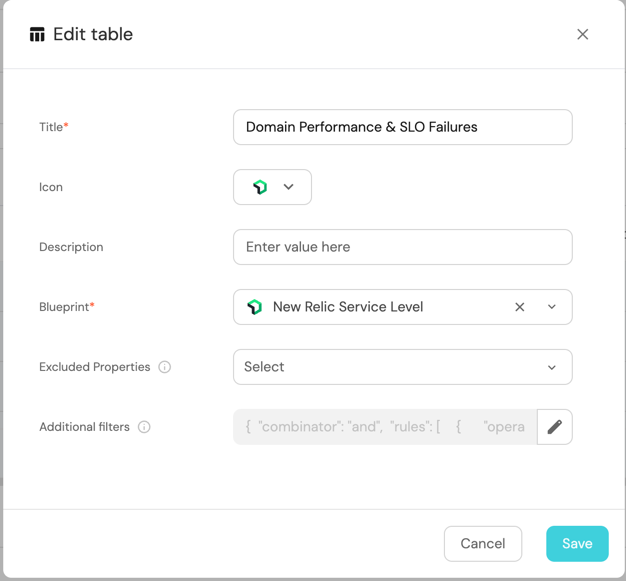 Edit table
Title*
Domain Performance & SLO Failures
Icon
Description
Enter value here
Blueprint*
New Relic Service Level
Excluded Properties
Select
Additional filters
{ "combinator": "and", "rules": [ { "opera
Cancel
Save